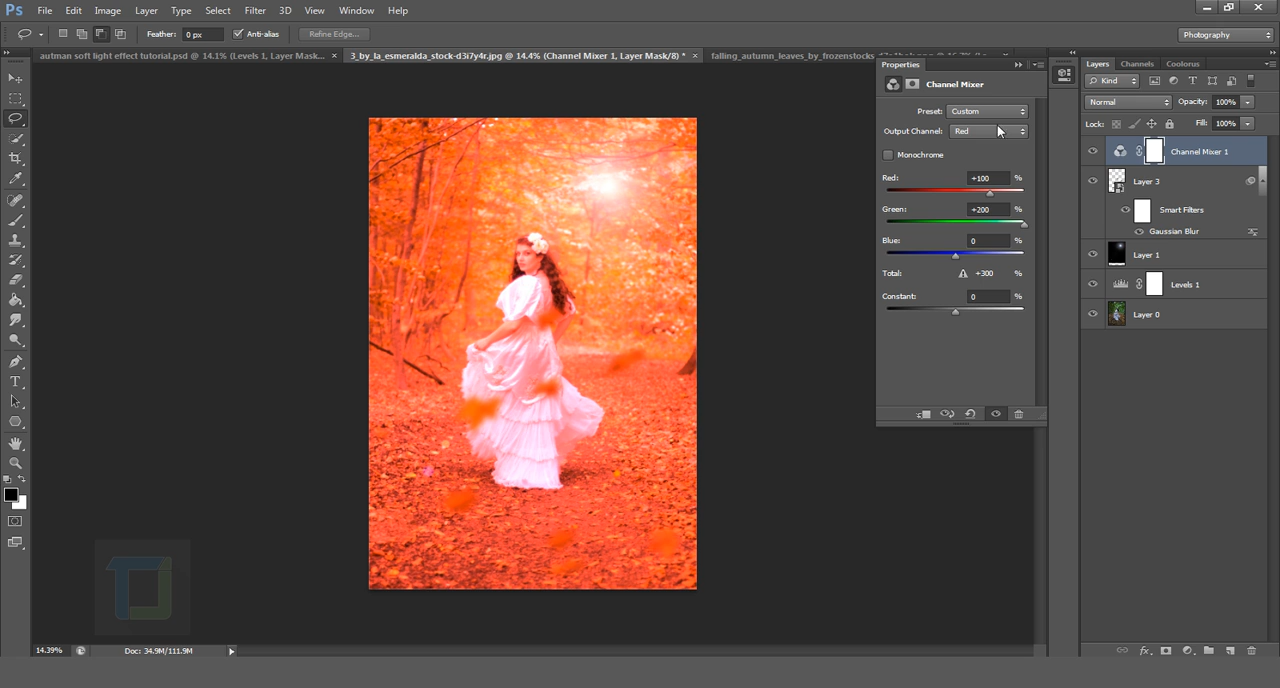 Ps File Edit Image Layer Type Select Filter 3D View Window Help
Feather: 0 px Anti-alias Refine Edge... Photography
autman soft light effect tutorial.psd @ 14.1% (Levels 1, Layer Mask... × 3_by_la_esmeralda_stock-d3i7y4r.jpg @ 14.4% (Channel Mixer 1, Layer Mask/8) * × falling_autumn_leaves_by_frozenstocks
Properties
Channel Mixer
Preset: Custom
Output Channel: Red
Monochrome
Red: +100 %
Green: +200 %
Blue: 0 %
Total: +300 %
Constant: 0 %
Layers Channels Coolorus
Kind
Normal Opacity: 100%
Lock: Fill: 100%
Channel Mixer 1
Layer 3
Smart Filters
Gaussian Blur
Layer 1
Levels 1
Layer 0
TJ
14.39% Doc: 34.9M/111.9M